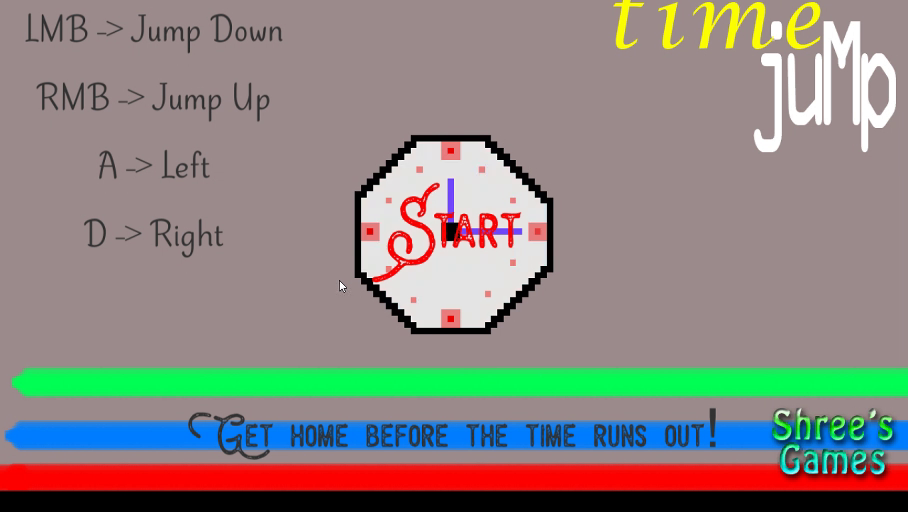 LMB -> Jump Down
RMB -> Jump Up
A -> Left
D -> Right
time
juMp
Start
Get home before the time runs out!
Shree's
Games